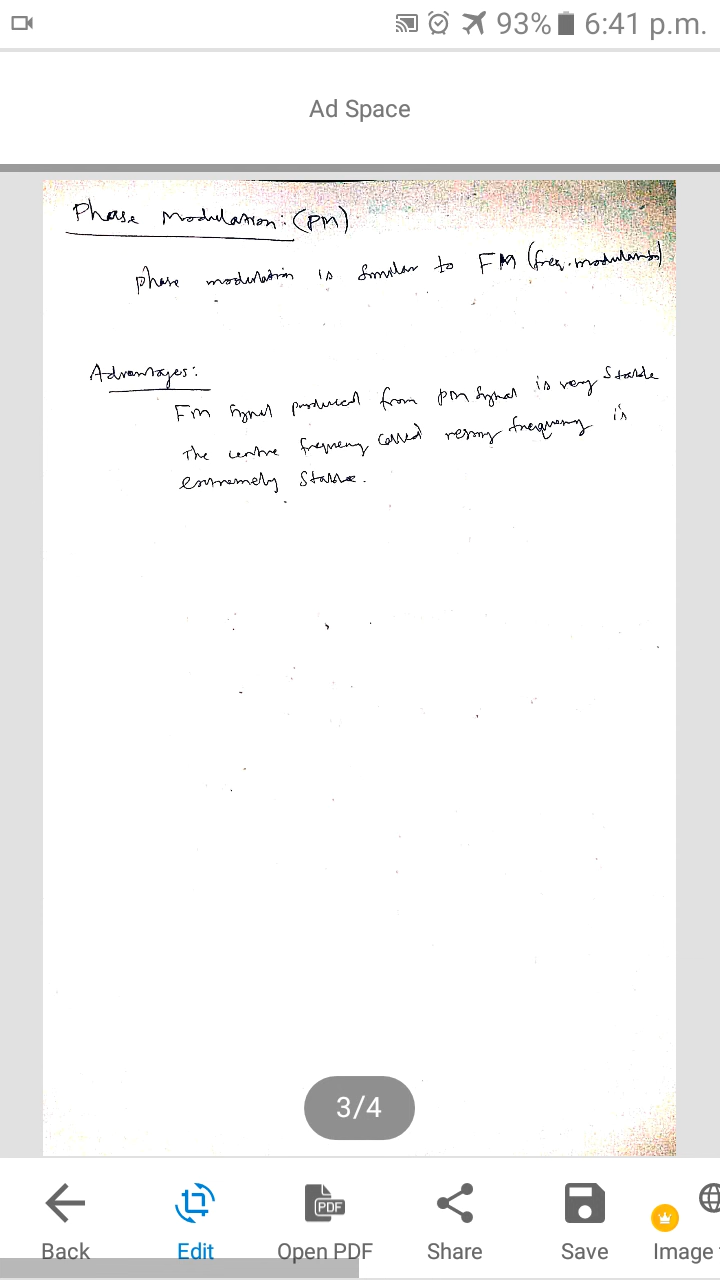 93% 6:41 p.m.
Ad Space
Phase Modulation: (PM)
phase modulation is similar to FM (freq. modulation)
Advantages:
FM signal produced from pm signal is very stable
The centre frequency called frequency is
extremely stable.
3/4
PDF
Back Edit Open PDF Share Save Image